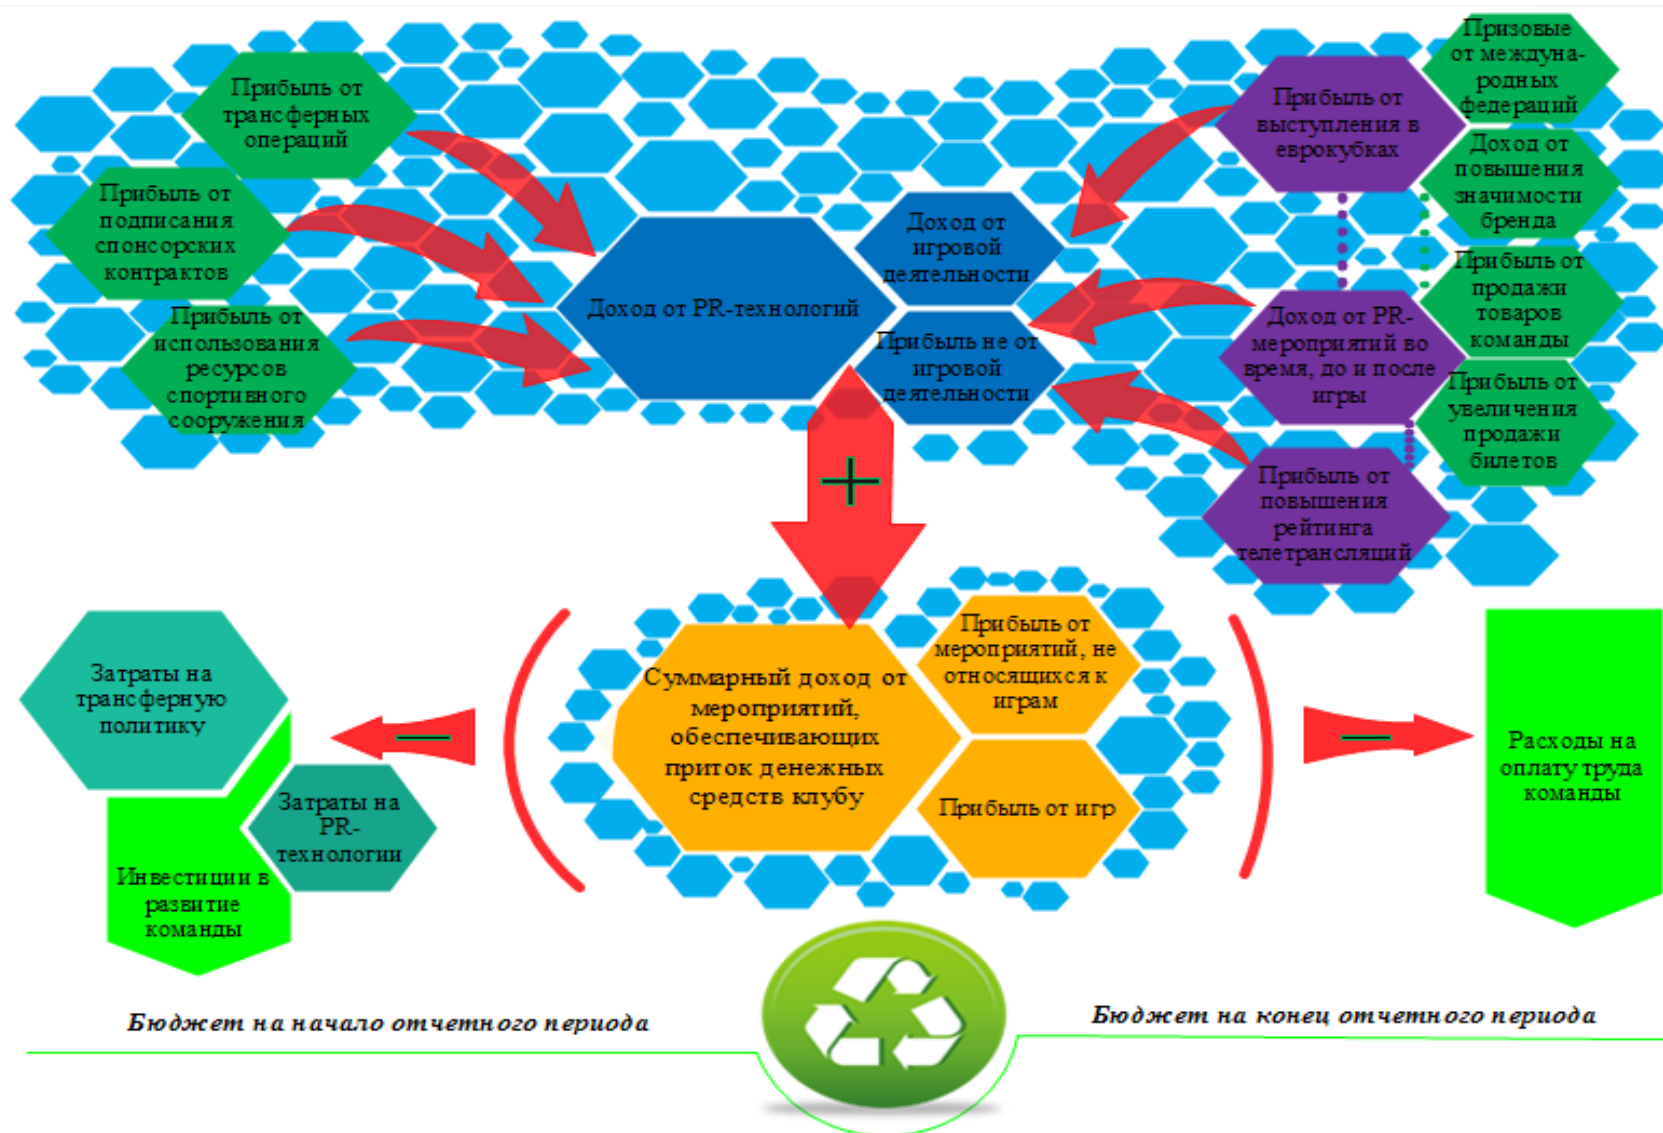 Прибыль от
трансферных
операций
Прибыль от
подписания
спонсорских
контрактов
Прибыль от
использования
ресурсов
спортивного
сооружения
Доход от PR-технологий
Доход от
игровой
деятельности
Прибыль не от
игровой
деятельности
Прибыль от
выступления в
еврокубках
Доход от PR-
мероприятий во
время, до и после
игры
Прибыль от
повышения
рейтинга
телетрансляций
Призовые
от междуна-
родных
федераций
Доход от
повышения
значимости
бренда
Прибыль от
продажи
товаров
команды
Прибыль от
увеличения
продажи
билетов
Затраты на
трансферную
политику
Затраты на
PR-
технологии
Инвестиции в
развитие
команды
Суммарный доход от
мероприятий,
обеспечивающих
приток денежных
средств клубу
Прибыль от
мероприятий, не
относящихся к
играм
Прибыль от игр
Расходы на
оплату труда
команды
Бюджет на начало отчетного периода
Бюджет на конец отчетного периода